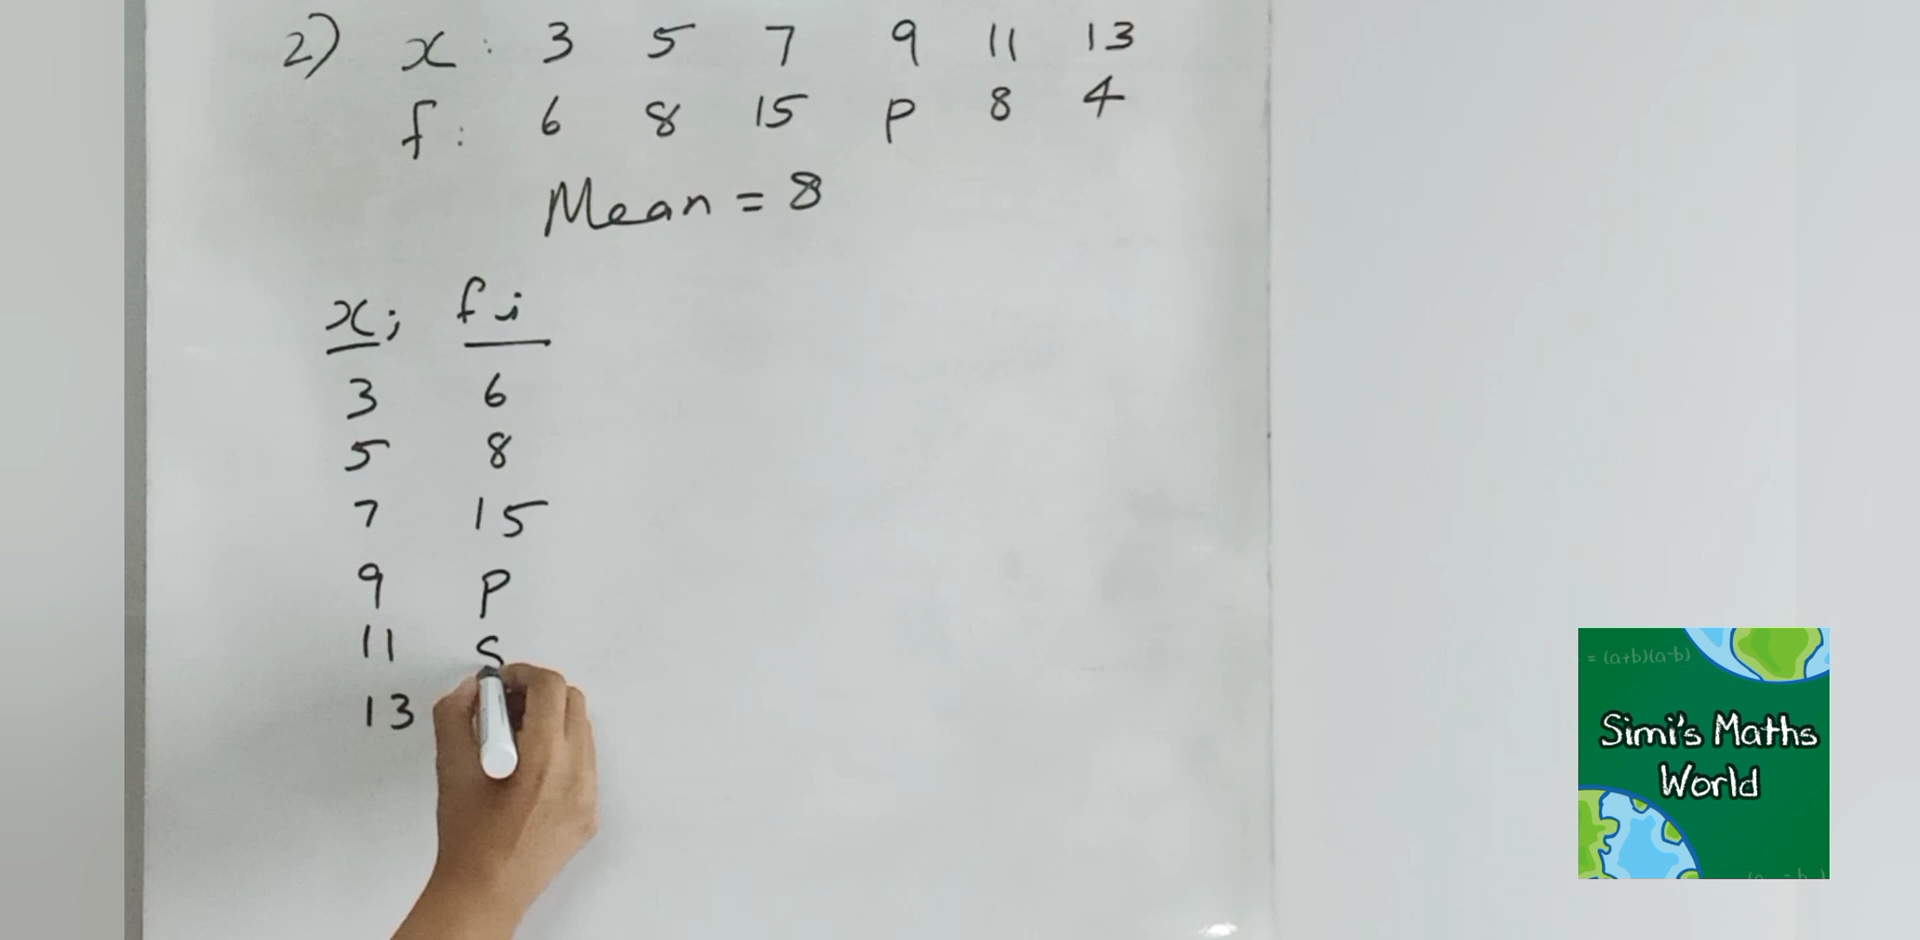 2) x : 3 5 7 9 11 13
f : 6 8 15 p 8 4
Mean = 8
xi fi
3 6
5 8
7 15
9 p
11
13
= (a+b)(a-b)
Simi's Maths
World